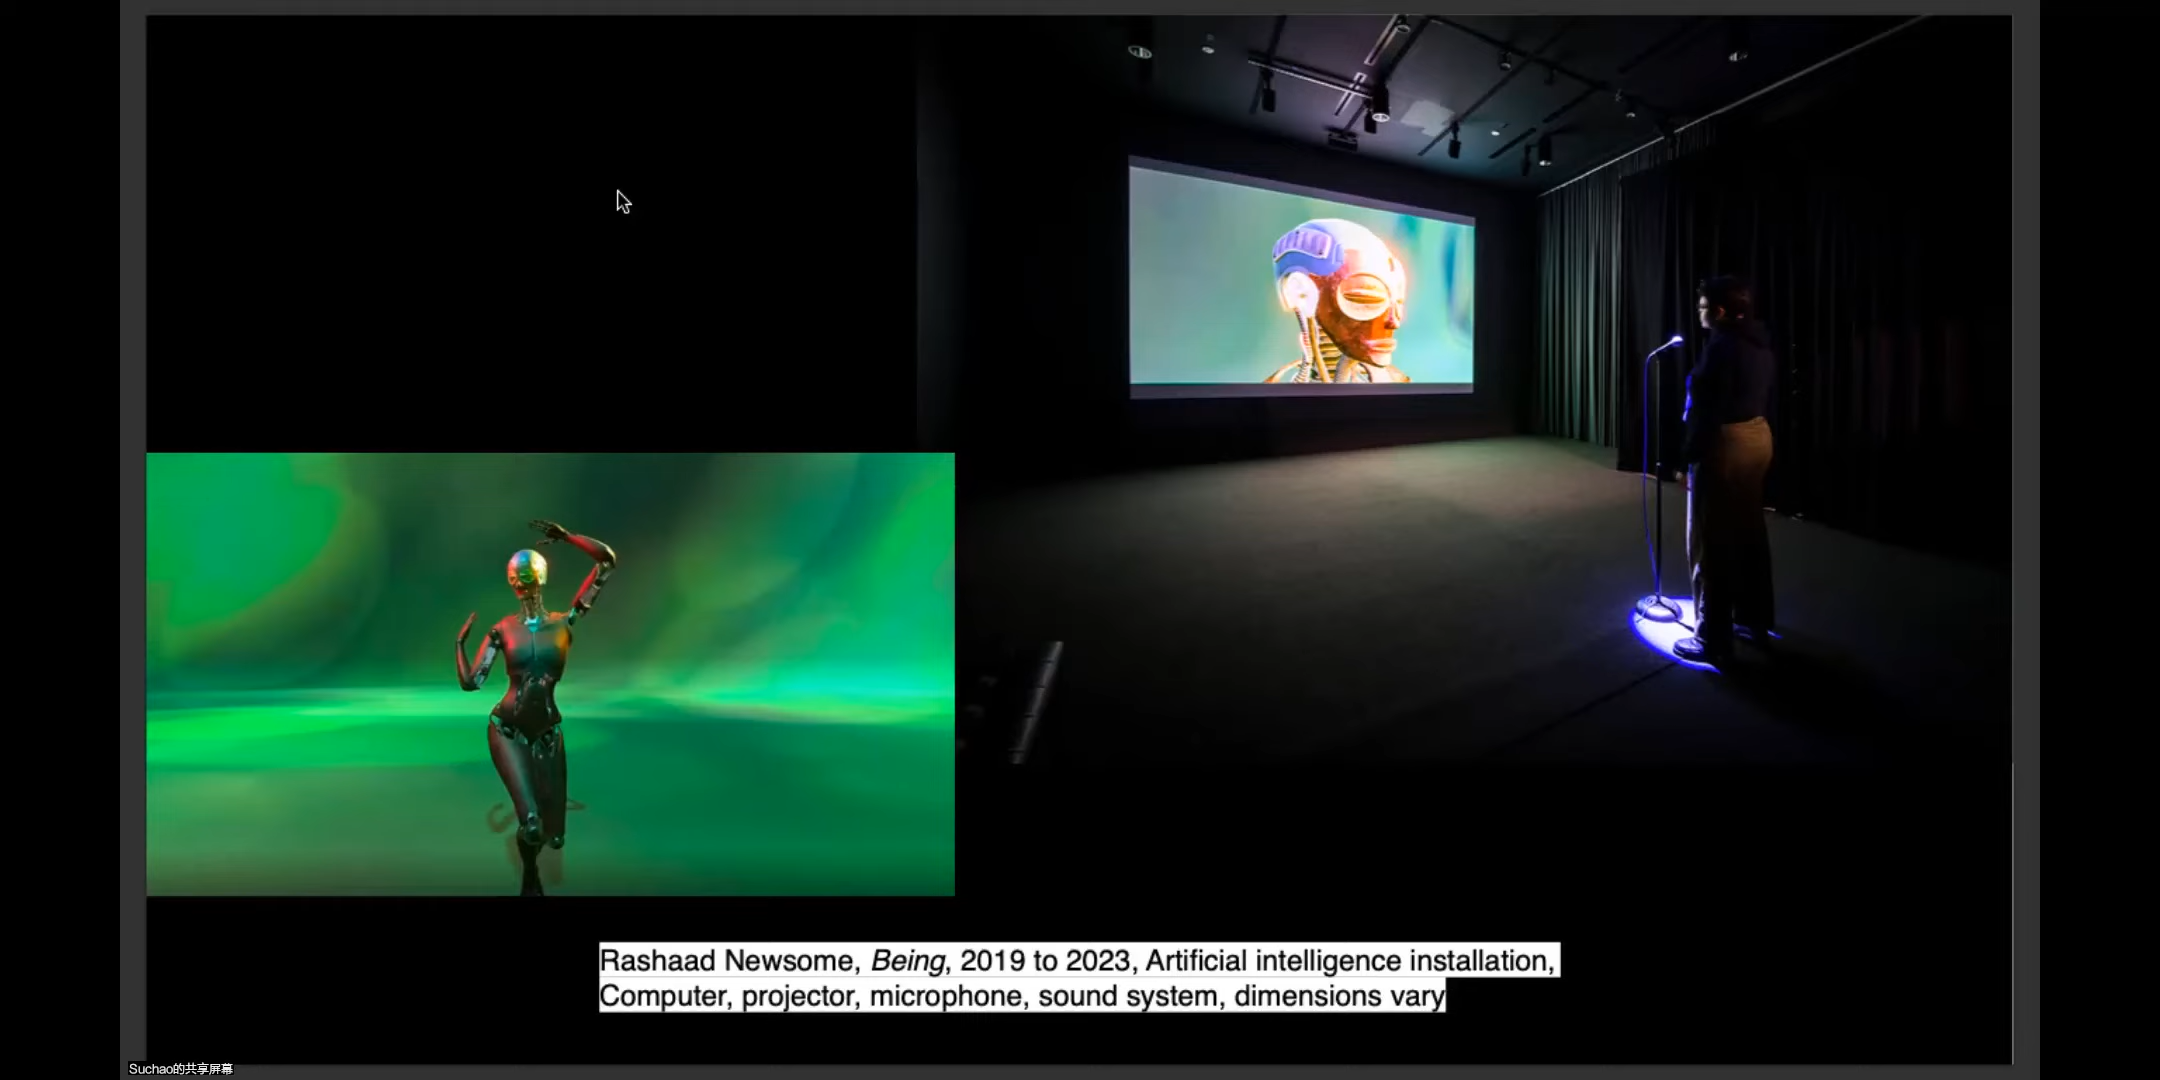 Rashaad Newsome, Being, 2019 to 2023, Artificial intelligence installation,
Computer, projector, microphone, sound system, dimensions vary
Suchao的共享屏幕